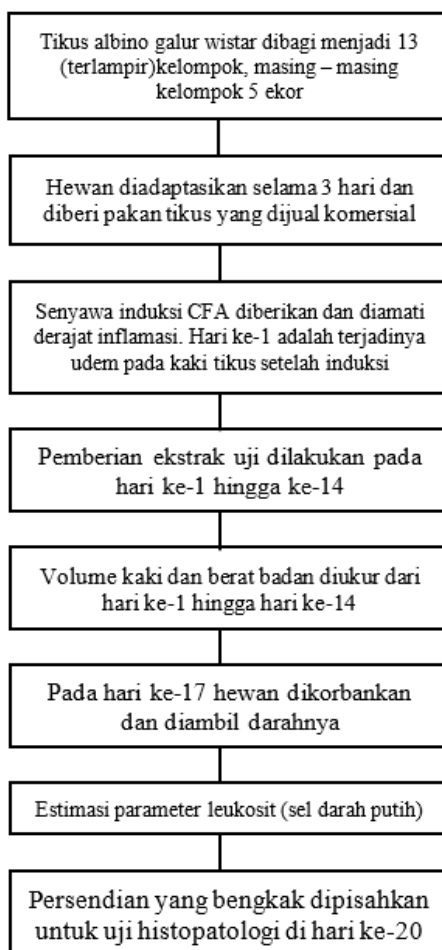 Tikus albino galur wistar dibagi menjadi 13
(terlampir)kelompok, masing – masing
kelompok 5 ekor
Hewan diadaptasikan selama 3 hari dan
diberi pakan tikus yang dijual komersial
Senyawa induksi CFA diberikan dan diamati
derajat inflamasi. Hari ke-1 adalah terjadinya
udem pada kaki tikus setelah induksi
Pemberian ekstrak uji dilakukan pada
hari ke-1 hingga ke-14
Volume kaki dan berat badan diukur dari
hari ke-1 hingga hari ke-14
Pada hari ke-17 hewan dikorbankan
dan diambil darahnya
Estimasi parameter leukosit (sel darah putih)
Persendian yang bengkak dipisahkan
untuk uji histopatologi di hari ke-20